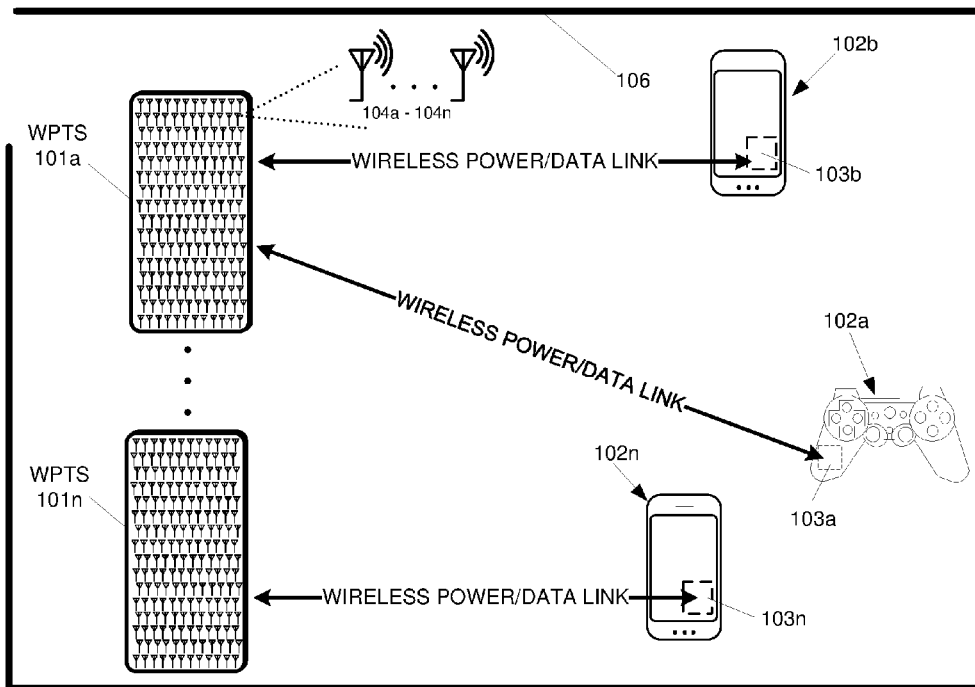 102b
106
104a - 104n
WPTS
101a
WIRELESS POWER/DATA LINK
103b
WIRELESS POWER/DATA LINK
102a
WPTS
101n
102n
103a
WIRELESS POWER/DATA LINK
103n